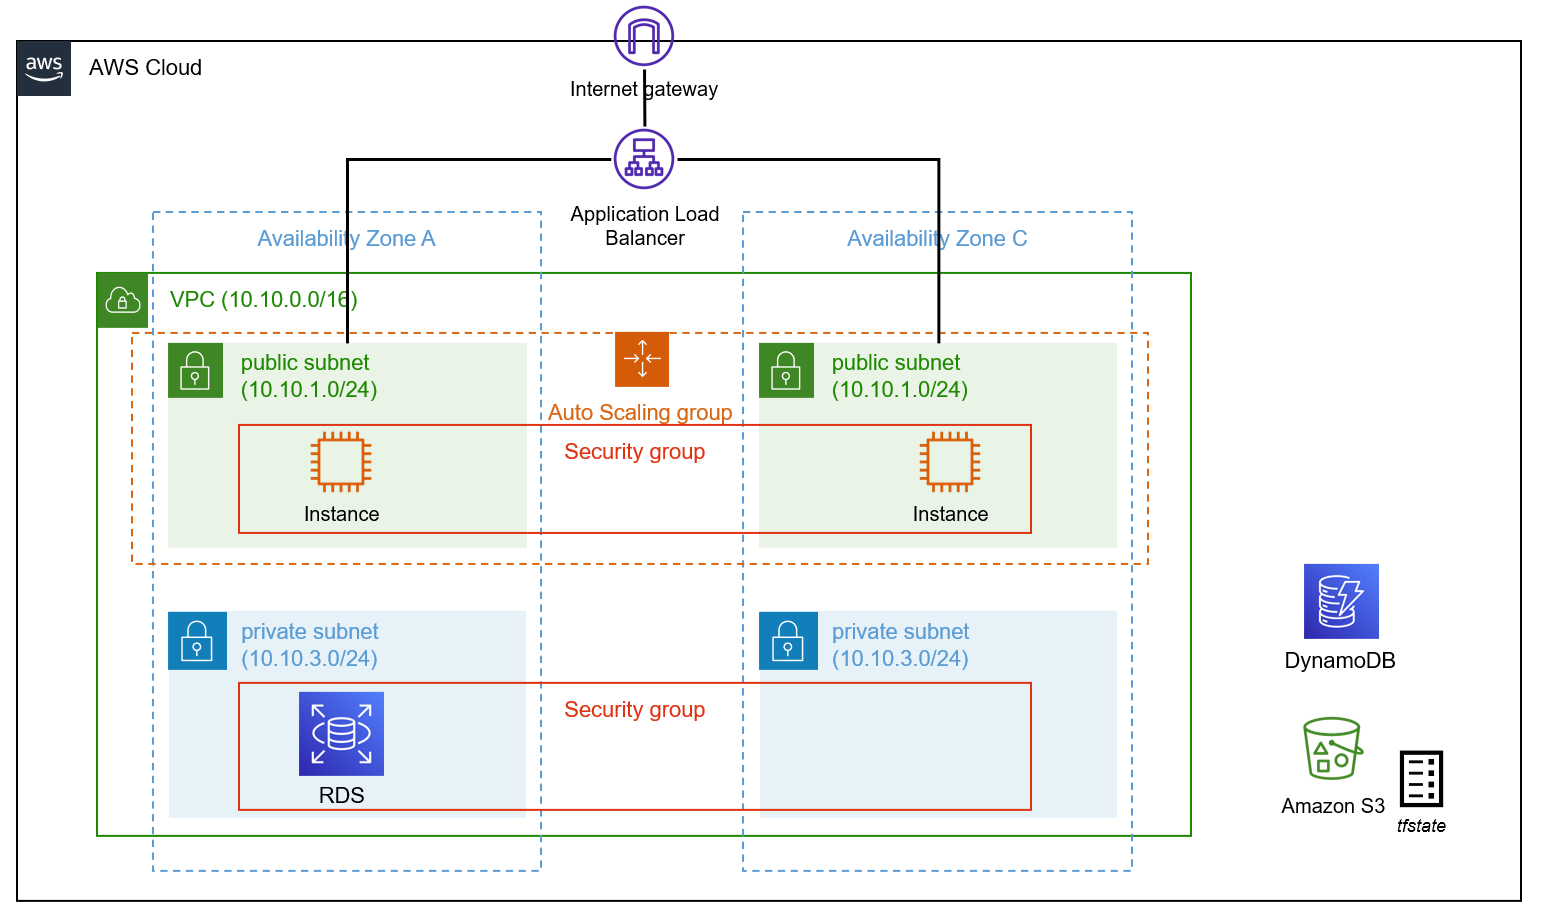 aws
AWS Cloud
Internet gateway
Application Load
Balancer
Availability Zone A
Availability Zone C
VPC (10.10.0.0/16)
public subnet
(10.10.1.0/24)
public subnet
(10.10.1.0/24)
Auto Scaling group
Security group
Instance
Instance
private subnet
(10.10.3.0/24)
private subnet
(10.10.3.0/24)
Security group
RDS
DynamoDB
Amazon S3
tfstate